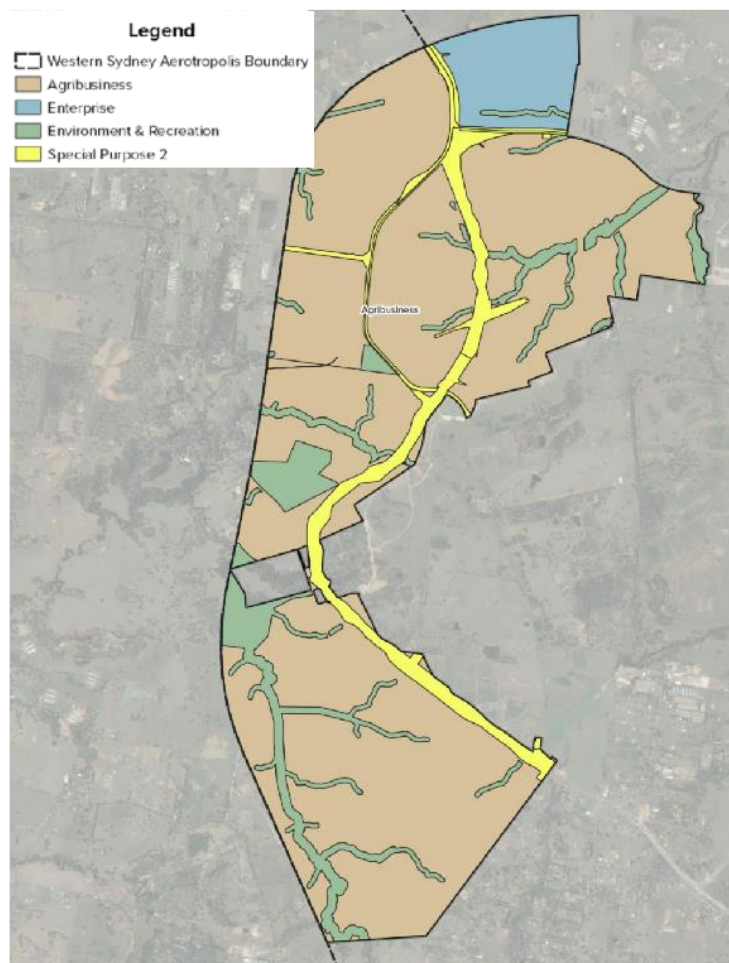 Legend
Western Sydney Aerotropolis Boundary
Agribusiness
Enterprise
Environment & Recreation
Special Purpose 2
Agribusiness